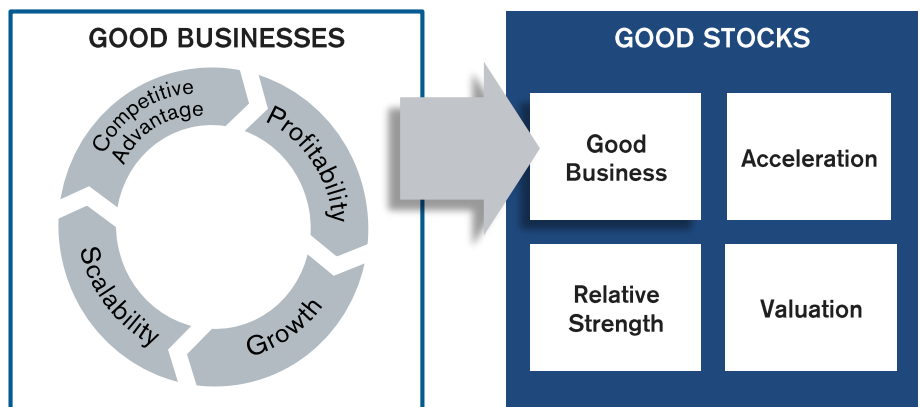 GOOD BUSINESSES
Competitive
Advantage
Profitability
Growth
Scalability
GOOD STOCKS
Good
Business
Acceleration
Relative
Strength
Valuation